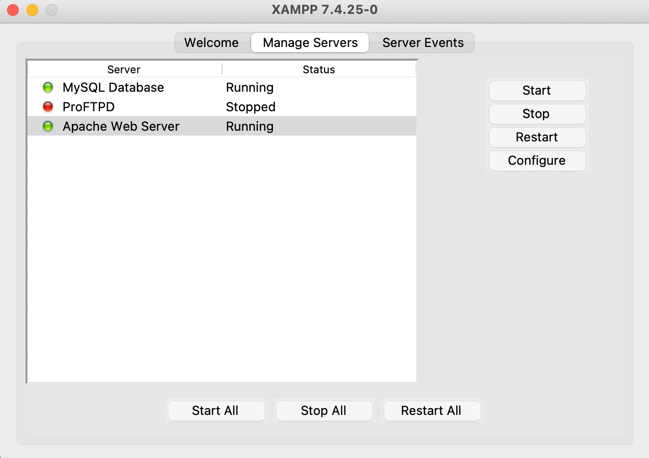 XAMPP 7.4.25-0
Welcome Manage Servers Server Events
Server Status
MySQL Database Running
ProFTPD Stopped
Apache Web Server Running
Start
Stop
Restart
Configure
Start All Stop All Restart All